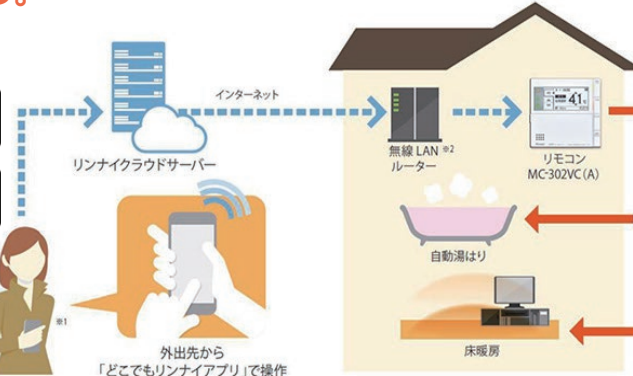 インターネット
リンナイクラウドサーバー
無線 LAN ※2
ルーター
リモコン
MC-302VC(A)
自動湯はり
※1
床暖房
外出先から
「どこでもリンナイアプリ」で操作